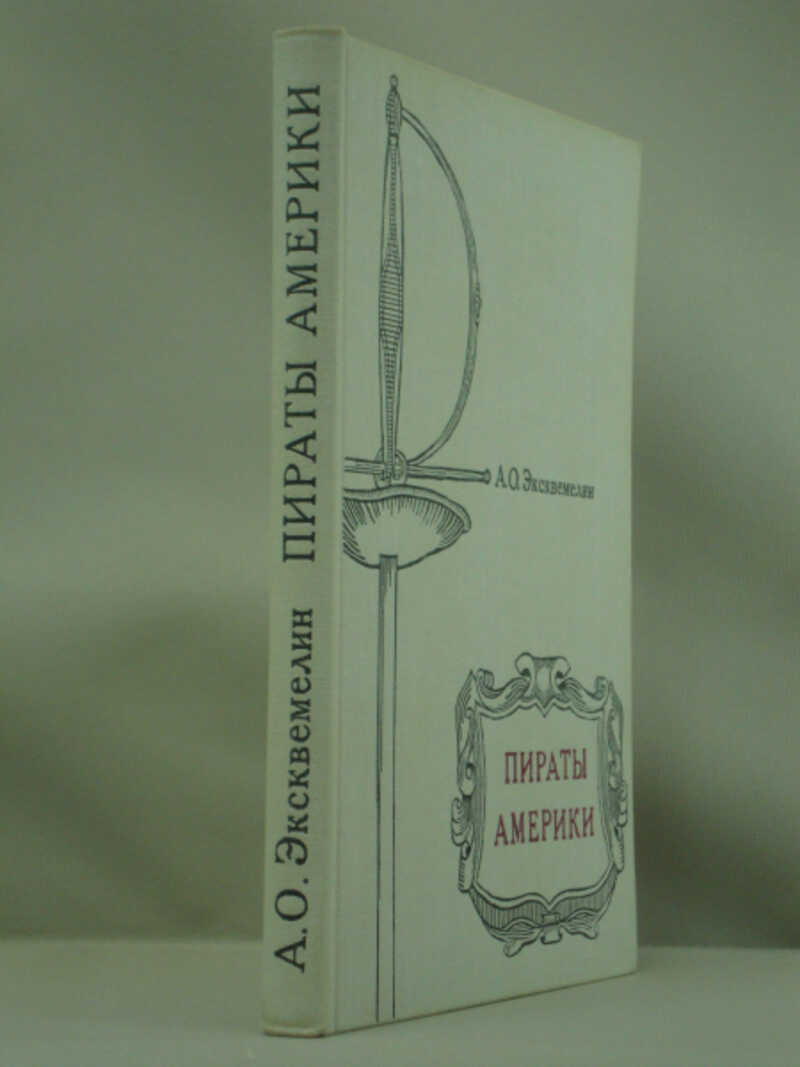 А.О. Эксквемелин ПИРАТЫ АМЕРИКИ
А.О. Эксквемелин
ПИРАТЫ
АМЕРИКИ